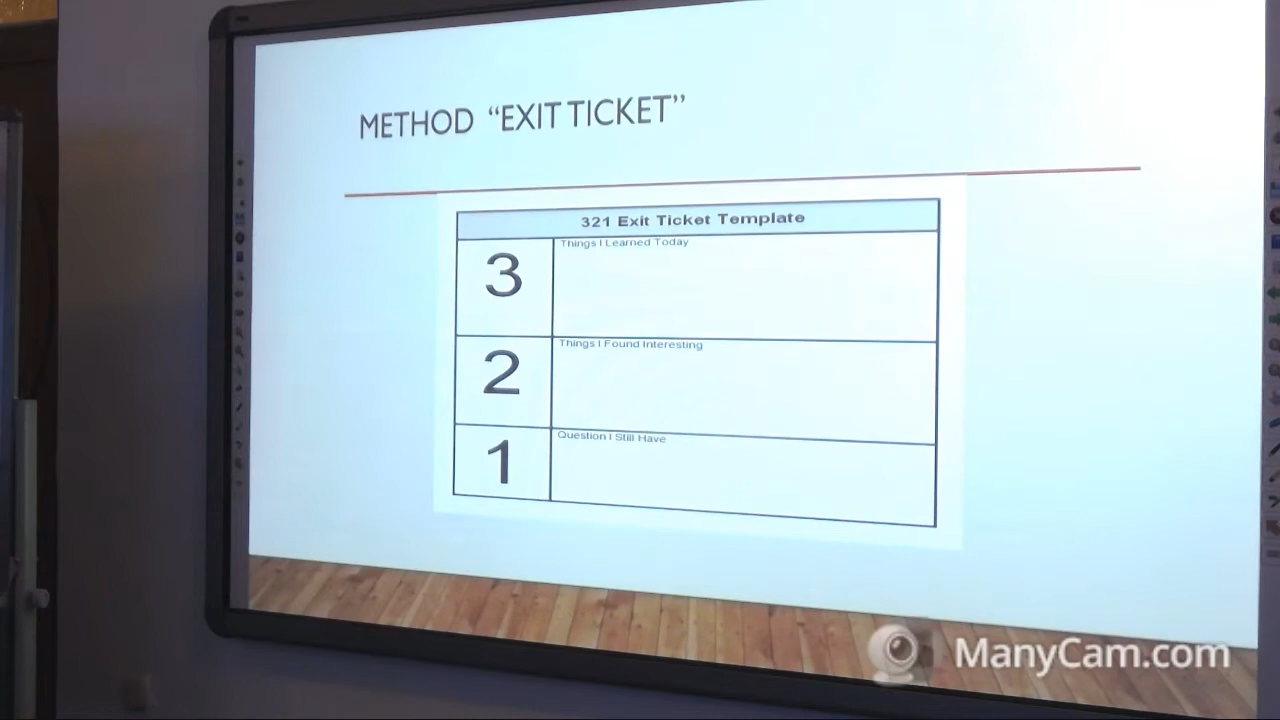 METHOD “EXIT TICKET”
321 Exit Ticket Template
3
Things I Learned Today
2
Things I Found Interesting
1
Question I Still Have
ManyCam.com